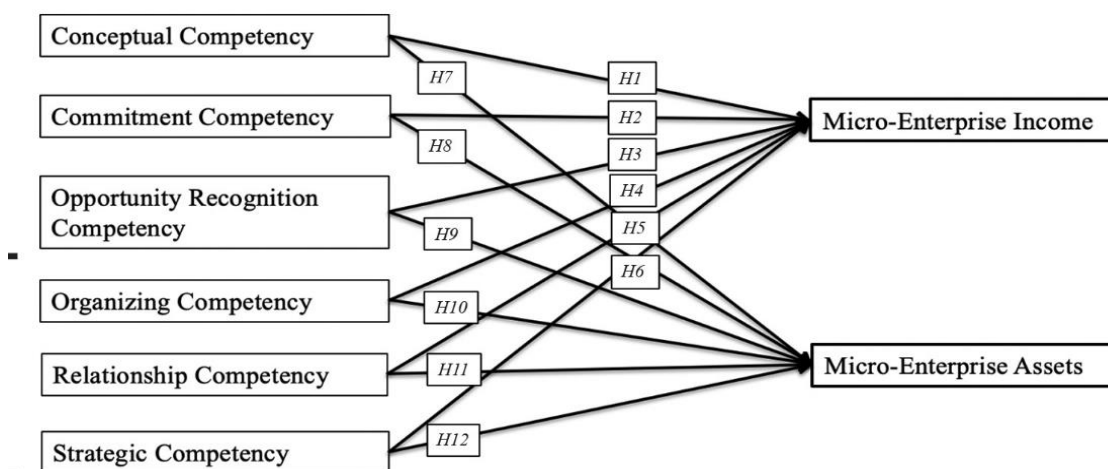 Conceptual Competency
H7
H1
Commitment Competency
H2
Micro-Enterprise Income
H8
H3
Opportunity Recognition
Competency
H4
H9
H5
H6
Organizing Competency
H10
Relationship Competency
H11
Micro-Enterprise Assets
Strategic Competency
H12